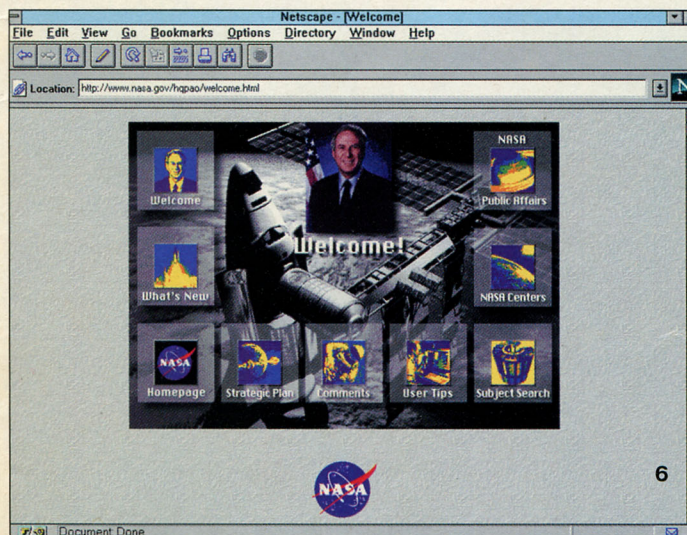 Netscape - [Welcome]
File Edit View Go Bookmarks Options Directory Window Help
Location: http://www.nasa.gov/hqpao/welcome.html
N
NASA
Welcome
Public Affairs
Welcome!
What's New
NASA Centers
NASA
Homepage
Strategic Plan
Comments
User Tips
Subject Search
NASA
6
Document Done